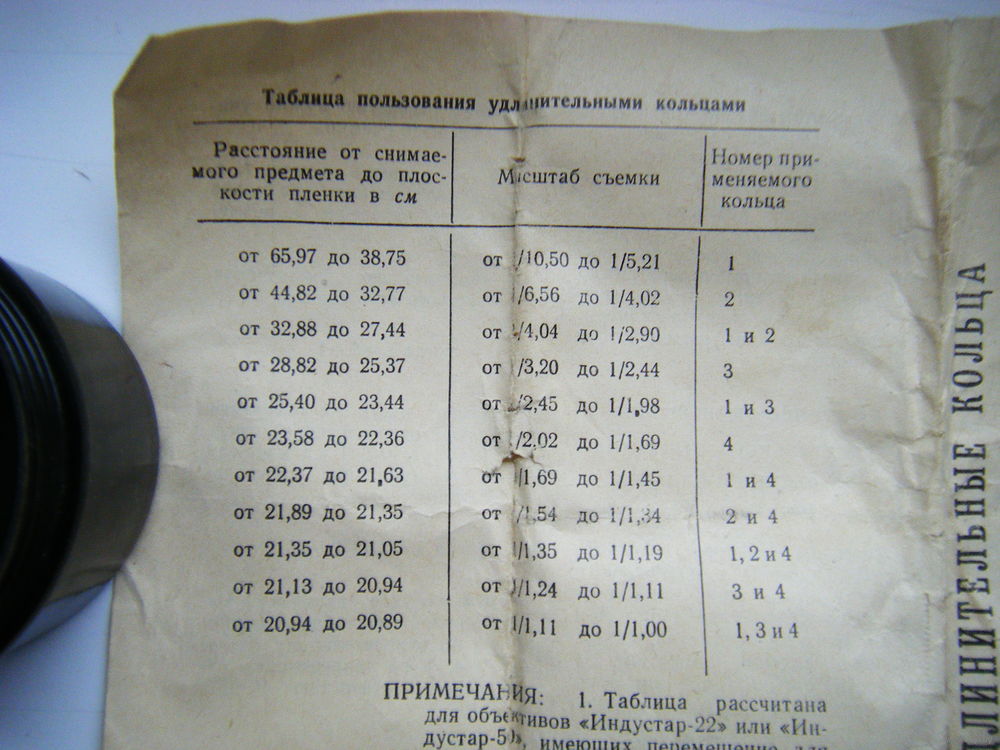 Таблица пользования удлинительными кольцами
Расстояние от снимае-
мого предмета до плос-
кости пленки в см
Масштаб съемки
Номер при-
меняемого
кольца
от 65,97 до 38,75 от 1/10,50 до 1/5,21 1
от 44,82 до 32,77 от 1/6,56 до 1/4,02 2
от 32,88 до 27,44 от 1/4,04 до 1/2,90 1 и 2
от 28,82 до 25,37 от 1/3,20 до 1/2,44 3
от 25,40 до 23,44 от 1/2,45 до 1/1,98 1 и 3
от 23,58 до 22,36 от 1/2,02 до 1/1,69 4
от 22,37 до 21,63 от 1/1,69 до 1/1,45 1 и 4
от 21,89 до 21,35 от 1/1,54 до 1/1,34 2 и 4
от 21,35 до 21,05 от 1/1,35 до 1/1,19 1, 2 и 4
от 21,13 до 20,94 от 1/1,24 до 1/1,11 3 и 4
от 20,94 до 20,89 от 1/1,11 до 1/1,00 1, 3 и 4
ПРИМЕЧАНИЯ: 1. Таблица рассчитана
для объективов «Индустар-22» или «Ин-
дустар-50», имеющих перемещение для
ЛИНИТЕЛЬНЫЕ КОЛЬЦА